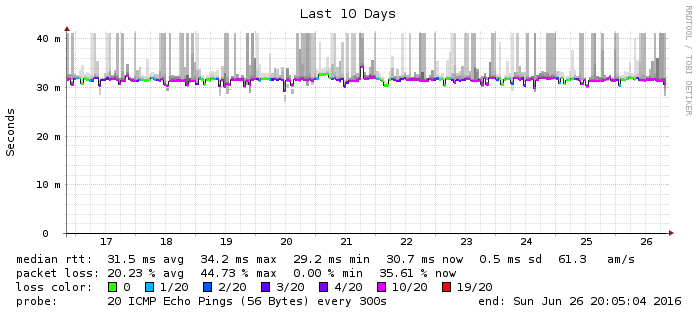 Last 10 Days
RRDTOOL / TOBI OETIKER
Seconds
40 m
30 m
20 m
10 m
0
17 18 19 20 21 22 23 24 25 26
median rtt: 31.5 ms avg 34.2 ms max 29.2 ms min 30.7 ms now 0.5 ms sd 61.3 am/s
packet loss: 20.23 % avg 44.73 % max 0.00 % min 35.61 % now
loss color: 0 1/20 2/20 3/20 4/20 10/20 19/20
probe: 20 ICMP Echo Pings (56 Bytes) every 300s end: Sun Jun 26 20:05:04 2016